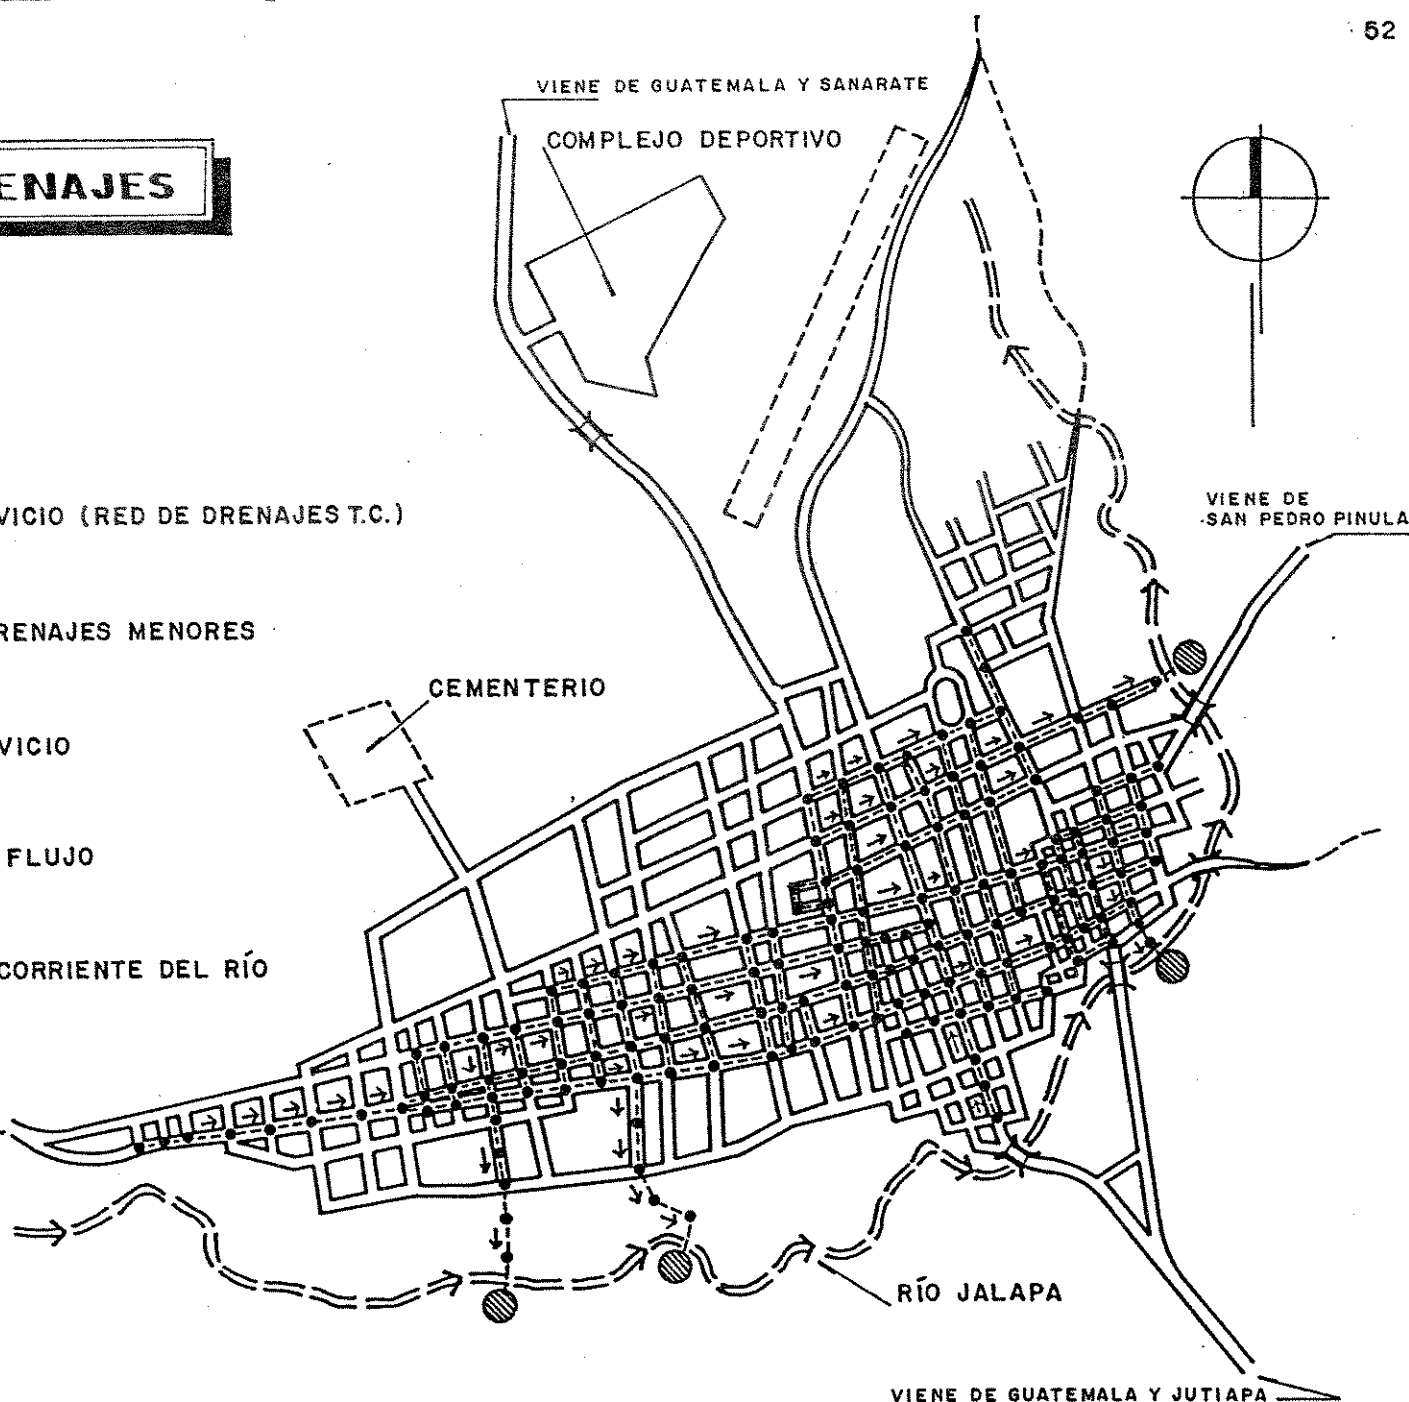 52
VIENE DE GUATEMALA Y SANARATE
COMPLEJO DEPORTIVO
ENAJES
VICIO (RED DE DRENAJES T.C.)
VIENE DE
SAN PEDRO PINULA
RENAJES MENORES
CEMENTERIO
VICIO
FLUJO
CORRIENTE DEL RÍO
RÍO JALAPA
VIENE DE GUATEMALA Y JUTIAPA